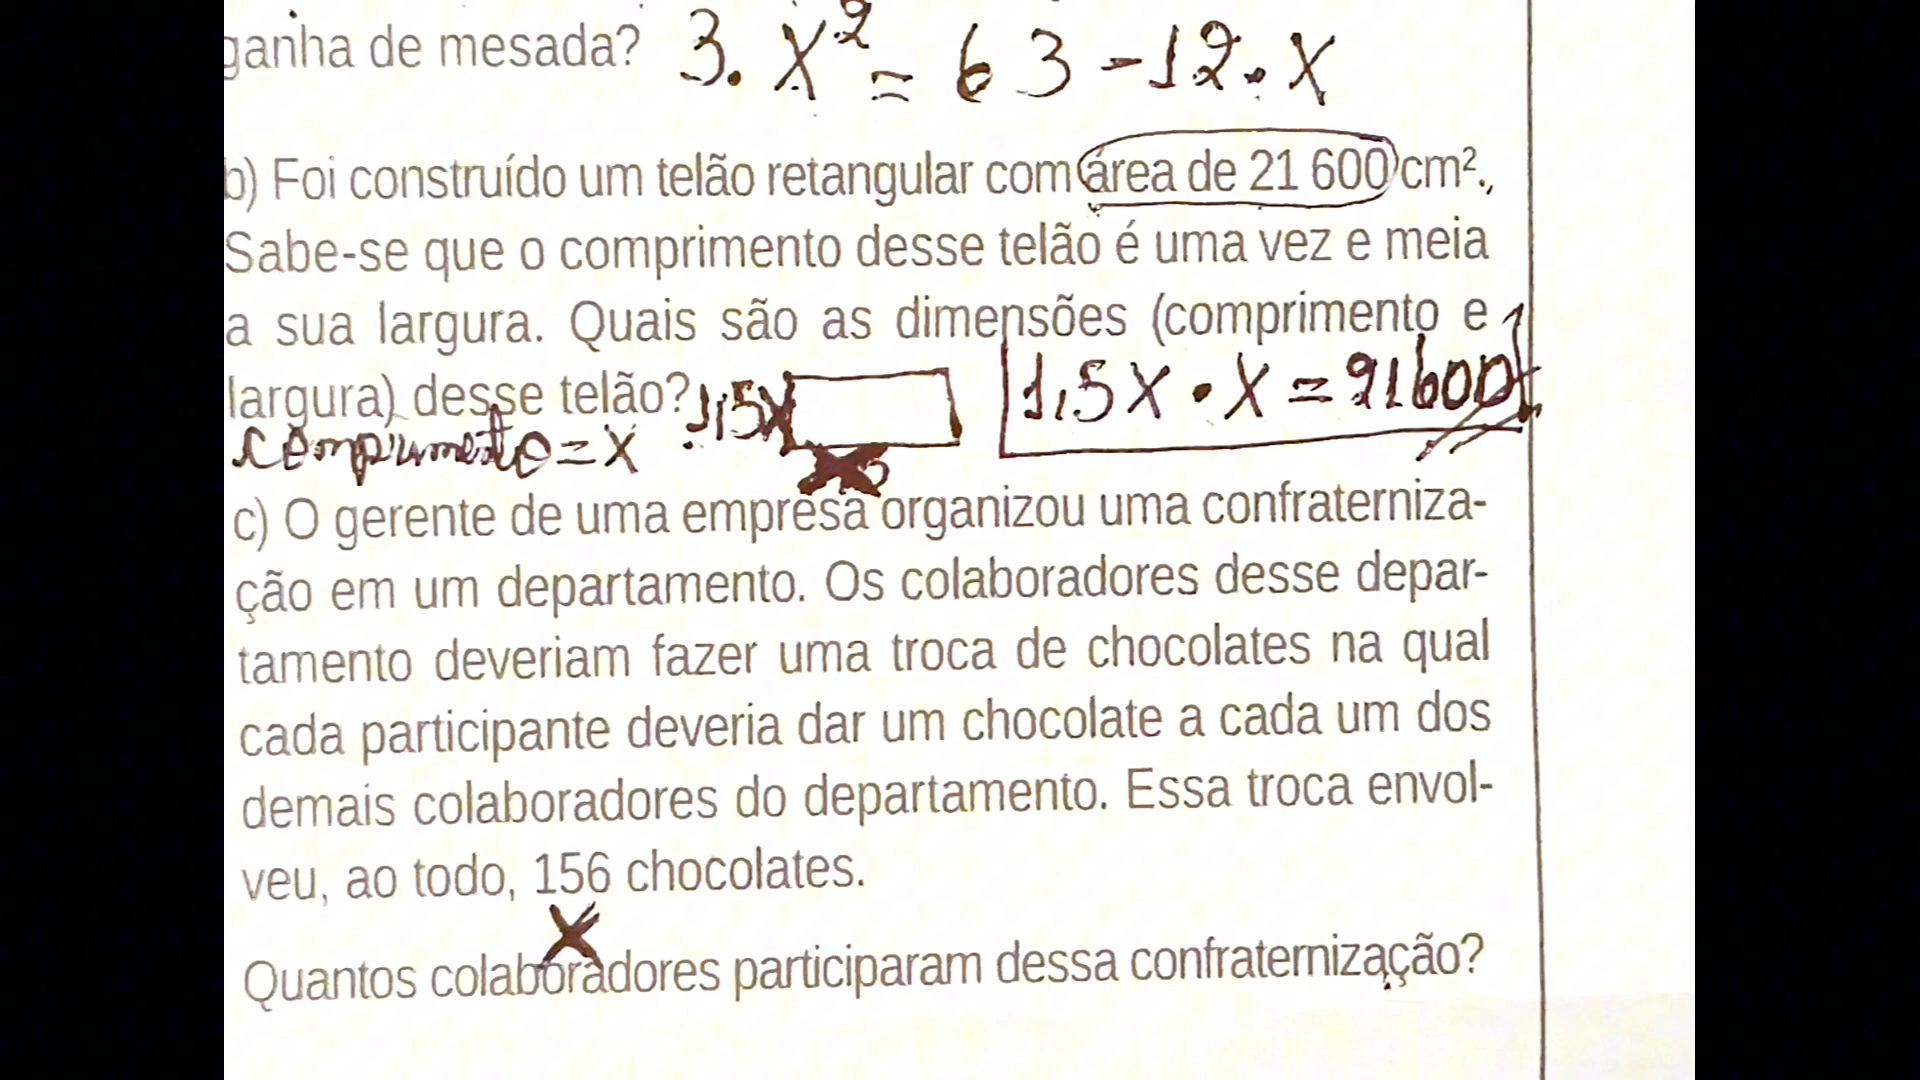 ganha de mesada? 3. X² = 63 - 12 . X
b) Foi construído um telão retangular com área de 21 600 cm².,
Sabe-se que o comprimento desse telão é uma vez e meia
a sua largura. Quais são as dimensões (comprimento e
largura) desse telão? 1,5X 1,5X . X = 21600
comprimento = X
c) O gerente de uma empresa organizou uma confraterniza-
ção em um departamento. Os colaboradores desse depar-
tamento deveriam fazer uma troca de chocolates na qual
cada participante deveria dar um chocolate a cada um dos
demais colaboradores do departamento. Essa troca envol-
veu, ao todo, 156 chocolates.
X
Quantos colaboradores participaram dessa confraternização?